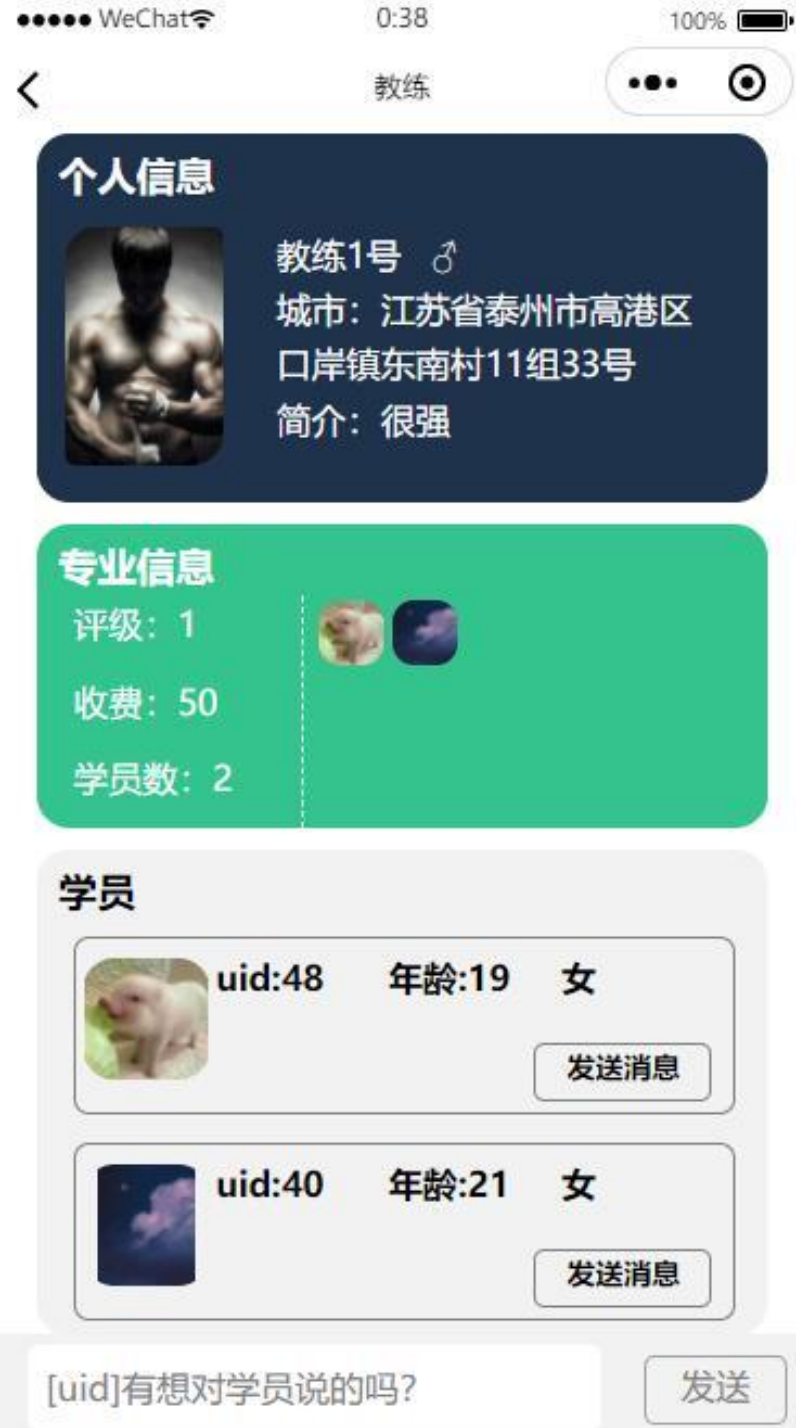 WeChat
0:38
100%
教练
个人信息
教练1号 ♂
城市：江苏省泰州市高港区
口岸镇东南村11组33号
简介：很强
专业信息
评级：1
收费：50
学员数：2
学员
uid:48 年龄:19 女
发送消息
uid:40 年龄:21 女
发送消息
[uid]有想对学员说的吗?
发送